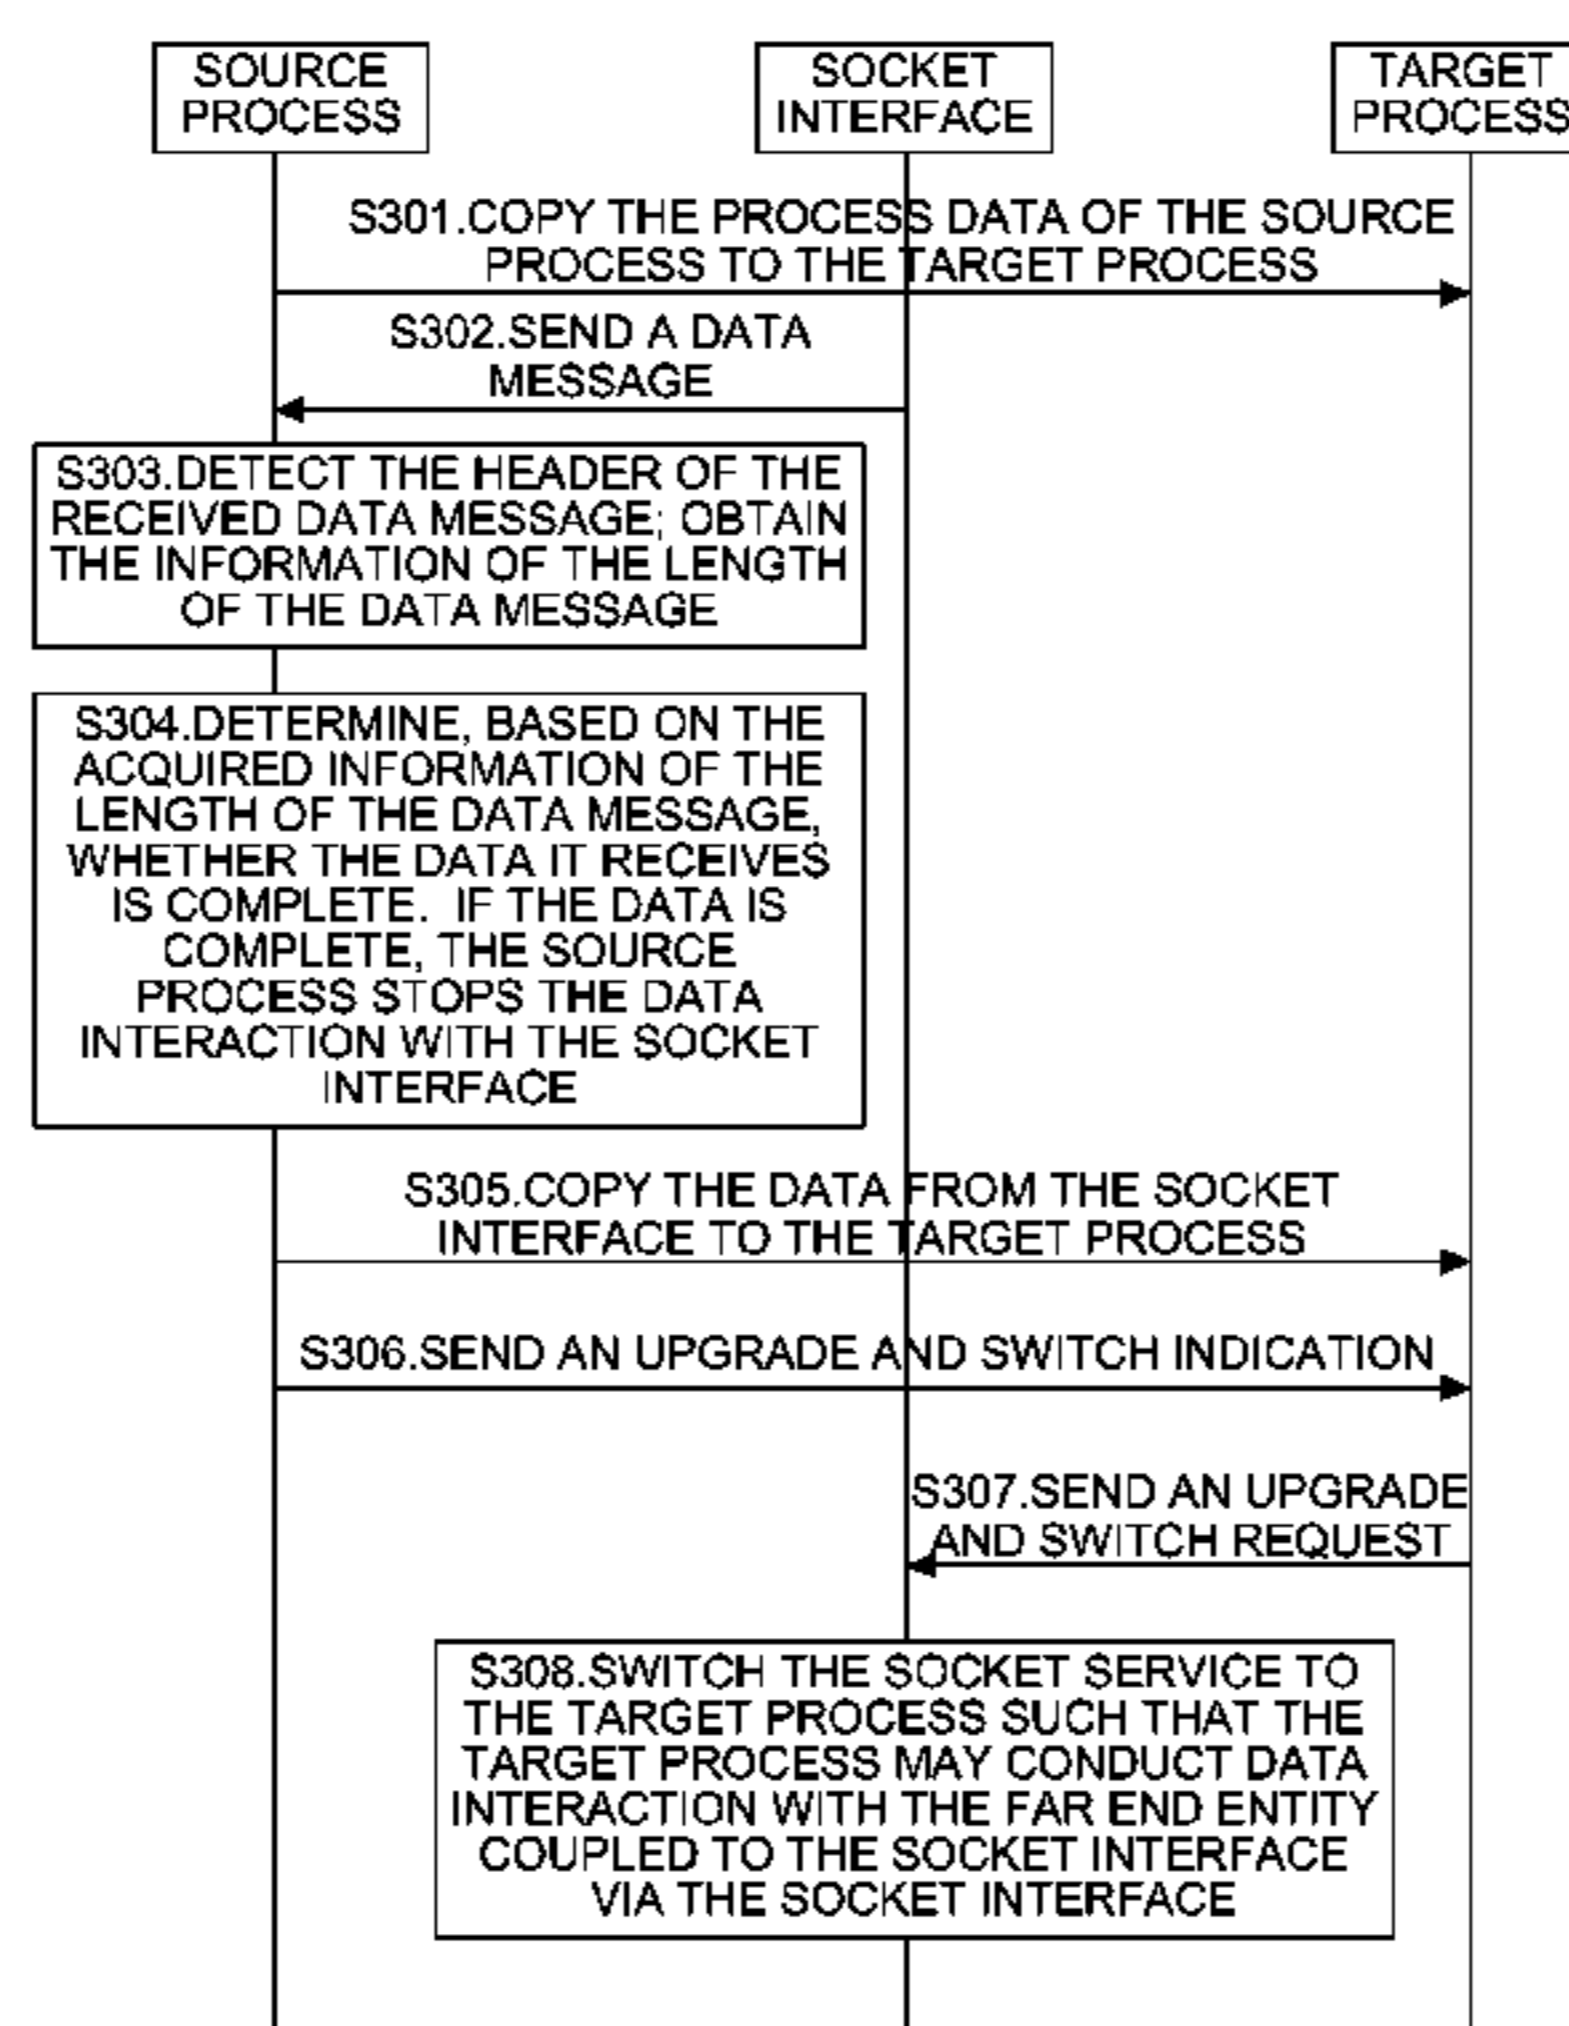 SOURCE
PROCESS
SOCKET
INTERFACE
TARGET
PROCESS
S301.COPY THE PROCESS DATA OF THE SOURCE
PROCESS TO THE TARGET PROCESS
S302.SEND A DATA
MESSAGE
S303.DETECT THE HEADER OF THE
RECEIVED DATA MESSAGE; OBTAIN
THE INFORMATION OF THE LENGTH
OF THE DATA MESSAGE
S304.DETERMINE, BASED ON THE
ACQUIRED INFORMATION OF THE
LENGTH OF THE DATA MESSAGE,
WHETHER THE DATA IT RECEIVES
IS COMPLETE. IF THE DATA IS
COMPLETE, THE SOURCE
PROCESS STOPS THE DATA
INTERACTION WITH THE SOCKET
INTERFACE
S305.COPY THE DATA FROM THE SOCKET
INTERFACE TO THE TARGET PROCESS
S306.SEND AN UPGRADE AND SWITCH INDICATION
S307.SEND AN UPGRADE
AND SWITCH REQUEST
S308.SWITCH THE SOCKET SERVICE TO
THE TARGET PROCESS SUCH THAT THE
TARGET PROCESS MAY CONDUCT DATA
INTERACTION WITH THE FAR END ENTITY
COUPLED TO THE SOCKET INTERFACE
VIA THE SOCKET INTERFACE